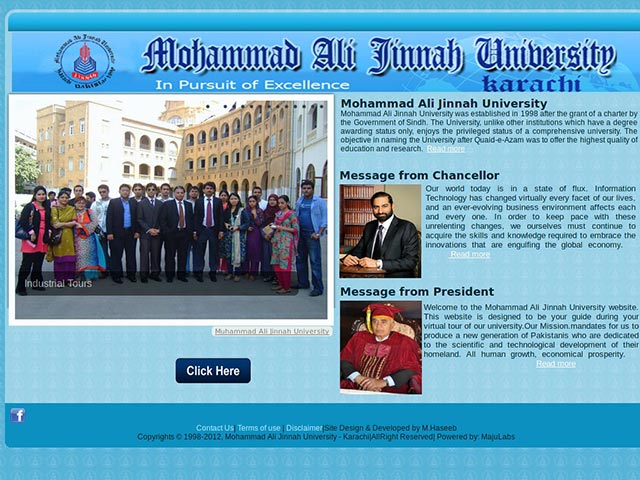 Mohammad Ali Jinnah University
In Pursuit of Excellence
karachi
Industrial Tours
Muhammad Ali Jinnah University
Click Here
Mohammad Ali Jinnah University
Mohammad Ali Jinnah University was established in 1998 after the grant of a charter by
the Government of Sindh. The University, unlike other institutions which have a degree
awarding status only, enjoys the privileged status of a comprehensive university. The
objective in naming the University after Quaid-e-Azam was to offer the highest quality of
education and research. Read more
Message from Chancellor
Our world today is in a state of flux. Information
Technology has changed virtually every facet of our lives,
and an ever-evolving business environment affects each
and every one. In order to keep pace with these
unrelenting changes, we ourselves must continue to
acquire the skills and knowledge required to embrace the
innovations that are engulfing the global economy.
Read more
Message from President
Welcome to the Mohammad Ali Jinnah University website.
This website is designed to be your guide during your
virtual tour of our university.Our Mission.mandates for us to
produce a new generation of Pakistanis who are dedicated
to the scientific and technological development of their
homeland. All human growth, economical prosperity.
Read more
Contact Us| Terms of use | Disclaimer|Site Design & Developed by M.Haseeb
Copyrights © 1998-2012, Mohammad Ali Jinnah University - Karachi|AllRight Reserved| Powered by: MajuLabs